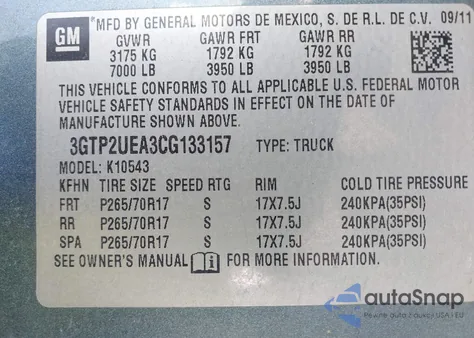 GM *MFD BY GENERAL MOTORS DE MEXICO, S. DE R.L. DE C.V. 09/11
GVWR GAWR FRT GAWR RR
3175 KG 1792 KG 1792 KG
7000 LB 3950 LB 3950 LB
THIS VEHICLE CONFORMS TO ALL APPLICABLE U.S. FEDERAL MOTOR
VEHICLE SAFETY STANDARDS IN EFFECT ON THE DATE OF
MANUFACTURE SHOWN ABOVE.
3GTP2UEA3CG133157 TYPE: TRUCK
MODEL: K10543
KFHN TIRE SIZE SPEED RTG RIM COLD TIRE PRESSURE
FRT P265/70R17 S 17X7.5J 240KPA(35PSI)
RR P265/70R17 S 17X7.5J 240KPA(35PSI)
SPA P265/70R17 S 17X7.5J 240KPA(35PSI)
SEE OWNER'S MANUAL i FOR MORE INFORMATION.
autoSnap